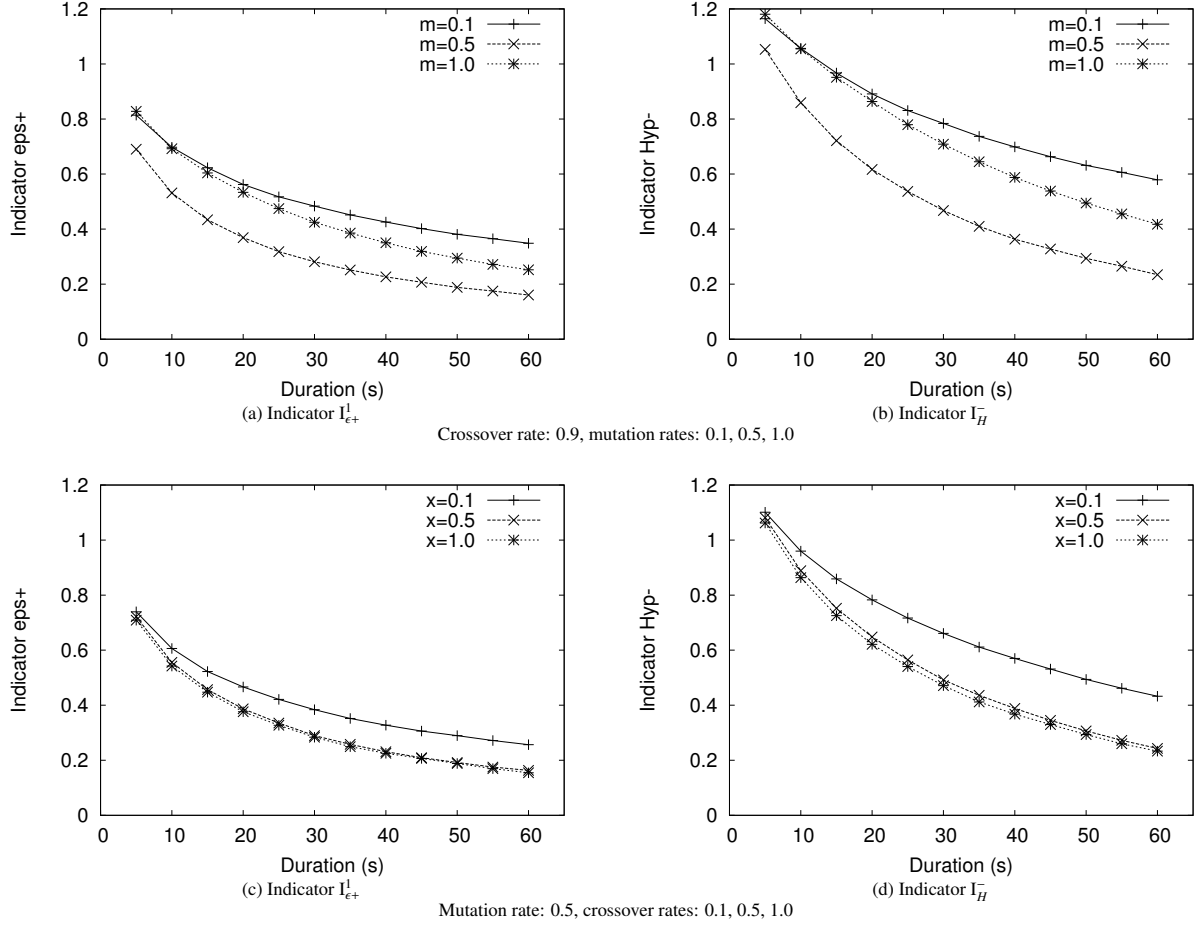 1.2
1
0.8
0.6
0.4
0.2
0
Indicator eps+
m=0.1
m=0.5
m=1.0
0 10 20 30 40 50 60
Duration (s)
(a) Indicator I¹ϵ+
1.2
1
0.8
0.6
0.4
0.2
0
Indicator Hyp-
m=0.1
m=0.5
m=1.0
0 10 20 30 40 50 60
Duration (s)
(b) Indicator I⁻H
Crossover rate: 0.9, mutation rates: 0.1, 0.5, 1.0
1.2
1
0.8
0.6
0.4
0.2
0
Indicator eps+
x=0.1
x=0.5
x=1.0
0 10 20 30 40 50 60
Duration (s)
(c) Indicator I¹ϵ+
1.2
1
0.8
0.6
0.4
0.2
0
Indicator Hyp-
x=0.1
x=0.5
x=1.0
0 10 20 30 40 50 60
Duration (s)
(d) Indicator I⁻H
Mutation rate: 0.5, crossover rates: 0.1, 0.5, 1.0